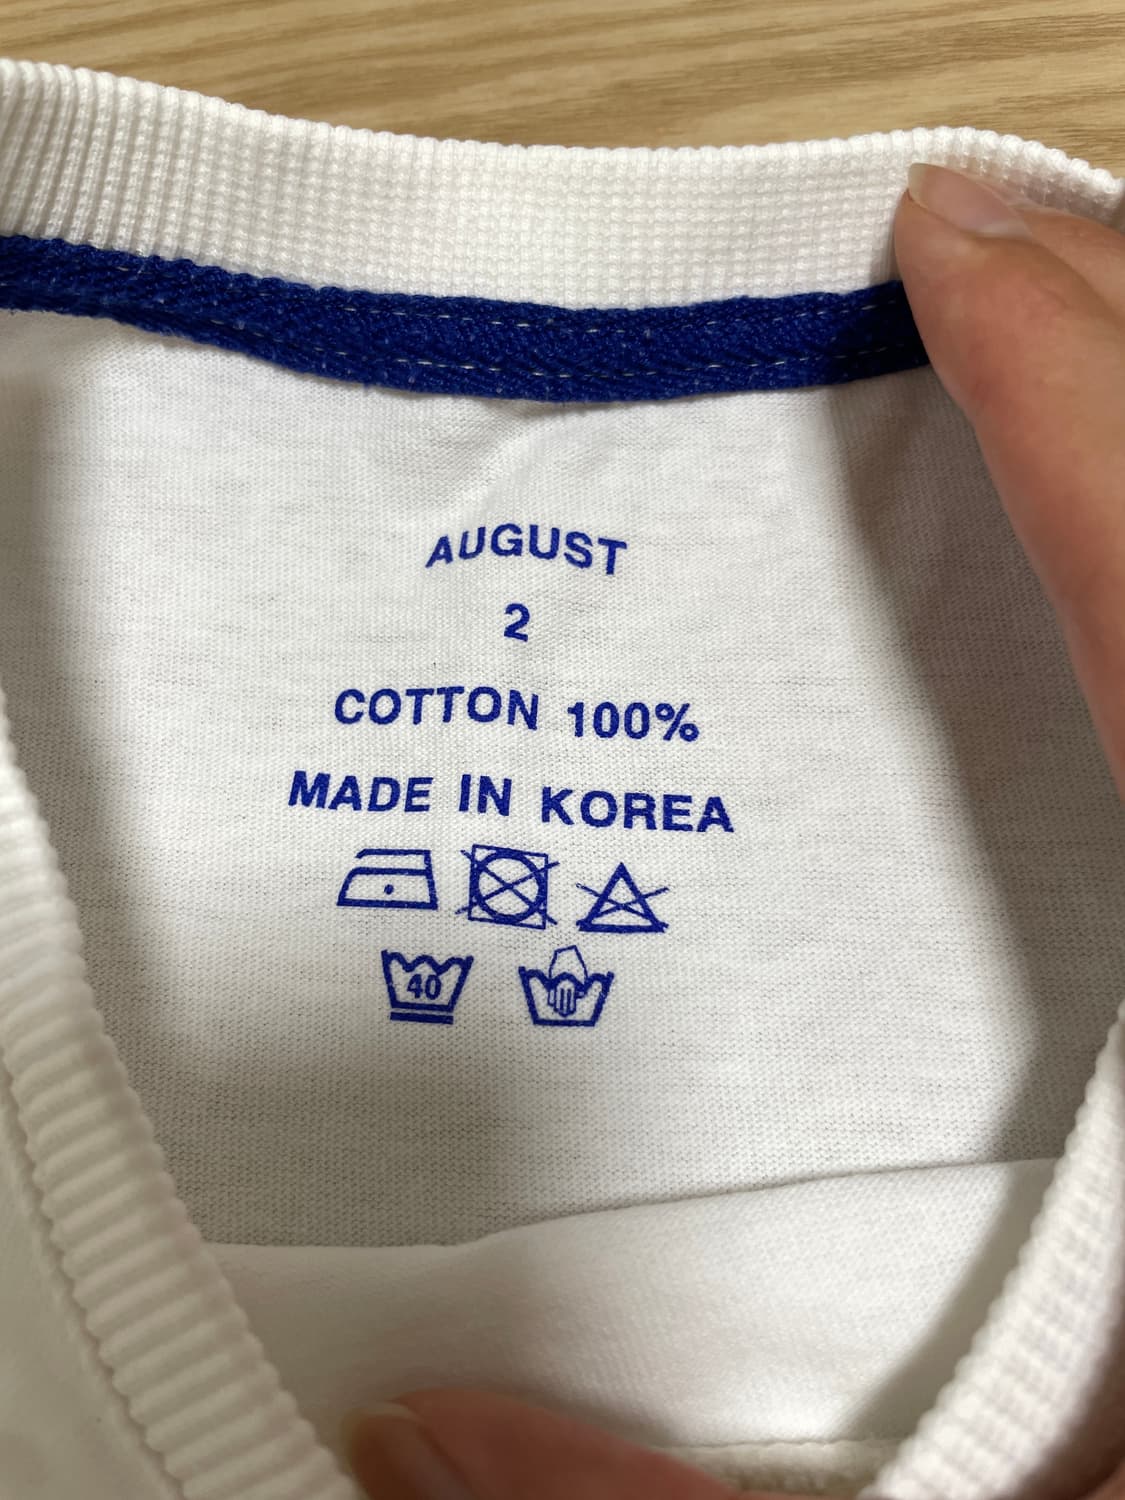 AUGUST
2
COTTON 100%
MADE IN KOREA
40